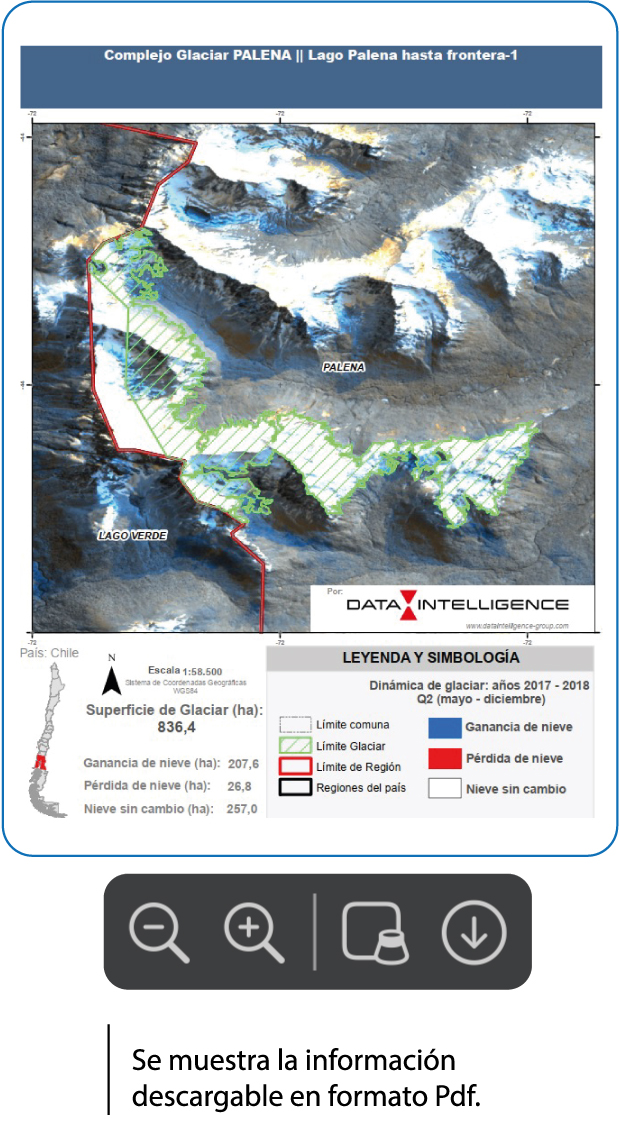 Complejo Glaciar PALENA || Lago Palena hasta frontera-1
-72 -72 -72
PALENA
LAGO VERDE
Por:
DATA INTELLIGENCE
www.dataintelligence-group.com
-72 -72 -72
País: Chile
N
Escala 1:58.500
Sistema de Coordenadas Geográficas
WGS84
Superficie de Glaciar (ha):
836,4
Ganancia de nieve (ha): 207,6
Pérdida de nieve (ha): 26,8
Nieve sin cambio (ha): 257,0
LEYENDA Y SIMBOLOGÍA
Dinámica de glaciar: años 2017 - 2018
Q2 (mayo - diciembre)
Límite comuna
Límite Glaciar
Límite de Región
Regiones del país
Ganancia de nieve
Pérdida de nieve
Nieve sin cambio
Se muestra la información
descargable en formato Pdf.